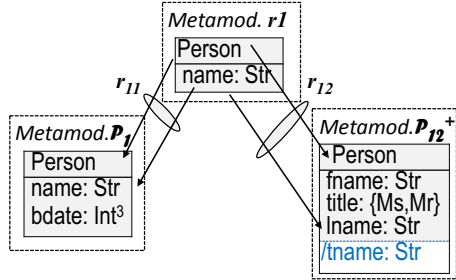 Metamod. r1
Person
name: Str
r11
r12
Metamod.P1
Person
name: Str
bdate: Int³
Metamod.P12⁺
Person
fname: Str
title: {Ms,Mr}
lname: Str
/tname: Str